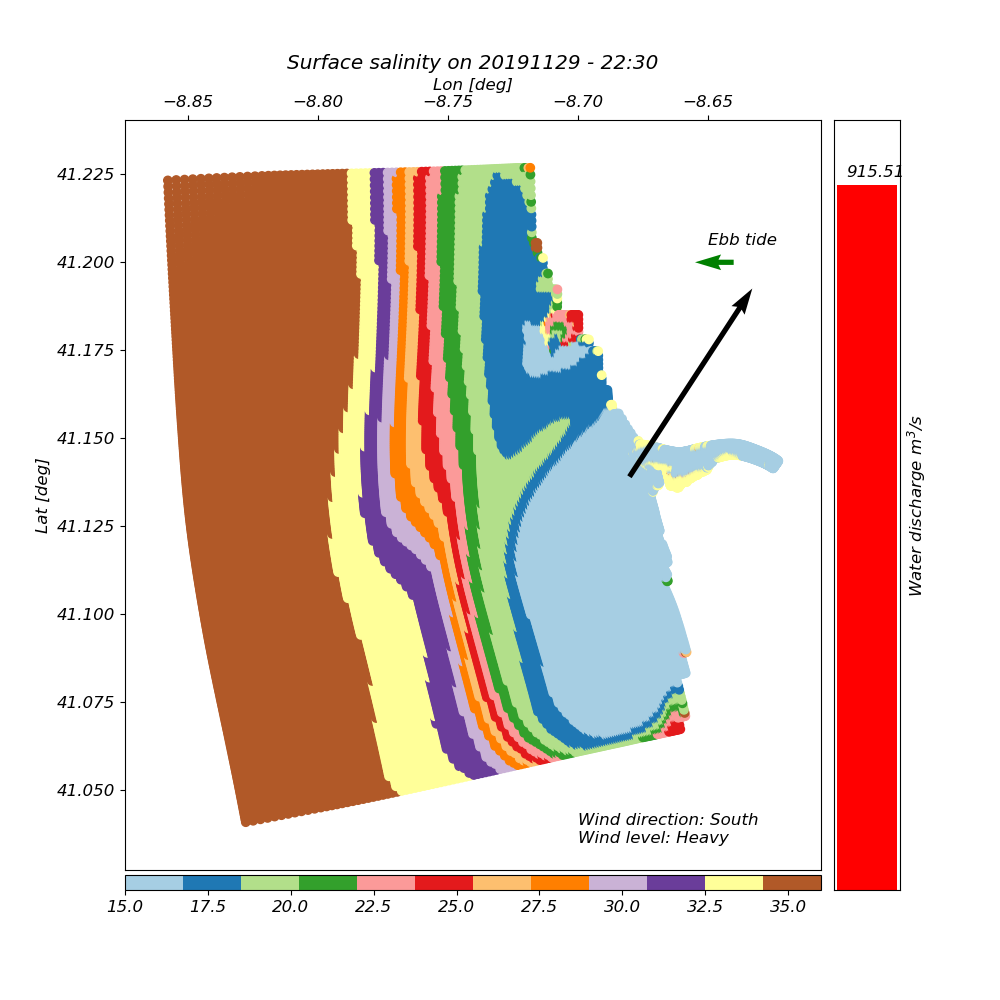 Surface salinity on 20191129 - 22:30
Lon [deg]
−8.85 −8.80 −8.75 −8.70 −8.65
915.51
41.225
41.200
41.175
41.150
41.125
41.100
41.075
41.050
Lat [deg]
Ebb tide
Water discharge m³/s
Wind direction: South
Wind level: Heavy
15.0 17.5 20.0 22.5 25.0 27.5 30.0 32.5 35.0